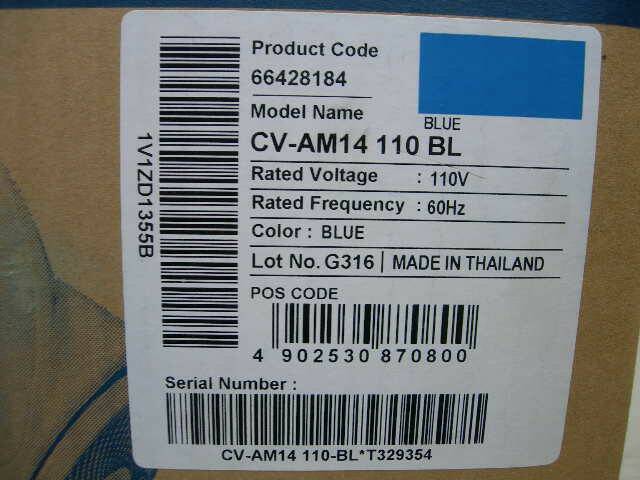 Product Code
66428184
Model Name
BLUE
CV-AM14 110 BL
Rated Voltage : 110V
Rated Frequency : 60Hz
Color : BLUE
Lot No. G316 | MADE IN THAILAND
POS CODE
4 902530 870800
Serial Number :
CV-AM14 110-BL*T329354
1V1ZD1355B